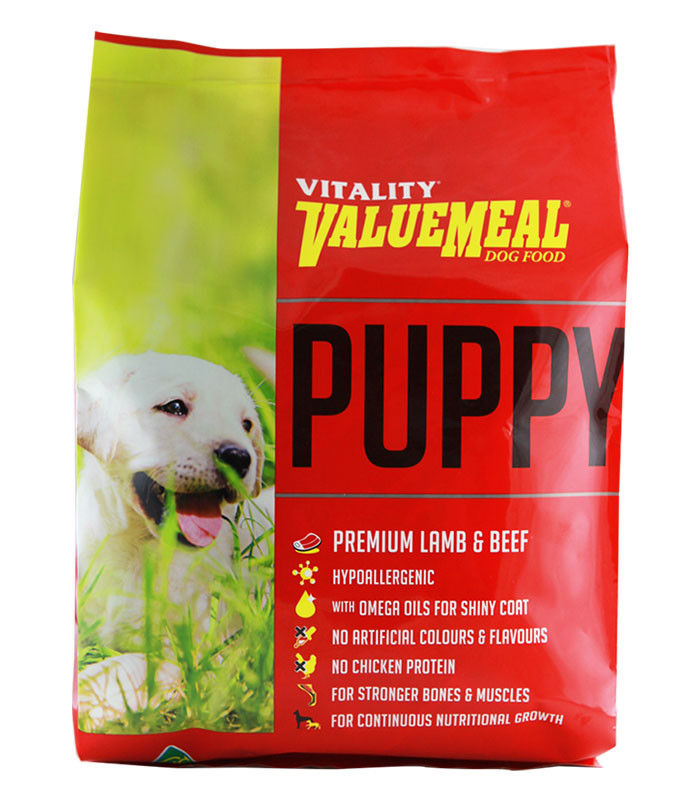 VITALITY®
VALUEMEAL®
DOG FOOD
PUPPY
PREMIUM LAMB & BEEF
HYPOALLERGENIC
WITH OMEGA OILS FOR SHINY COAT
NO ARTIFICIAL COLOURS & FLAVOURS
NO CHICKEN PROTEIN
FOR STRONGER BONES & MUSCLES
FOR CONTINUOUS NUTRITIONAL GROWTH